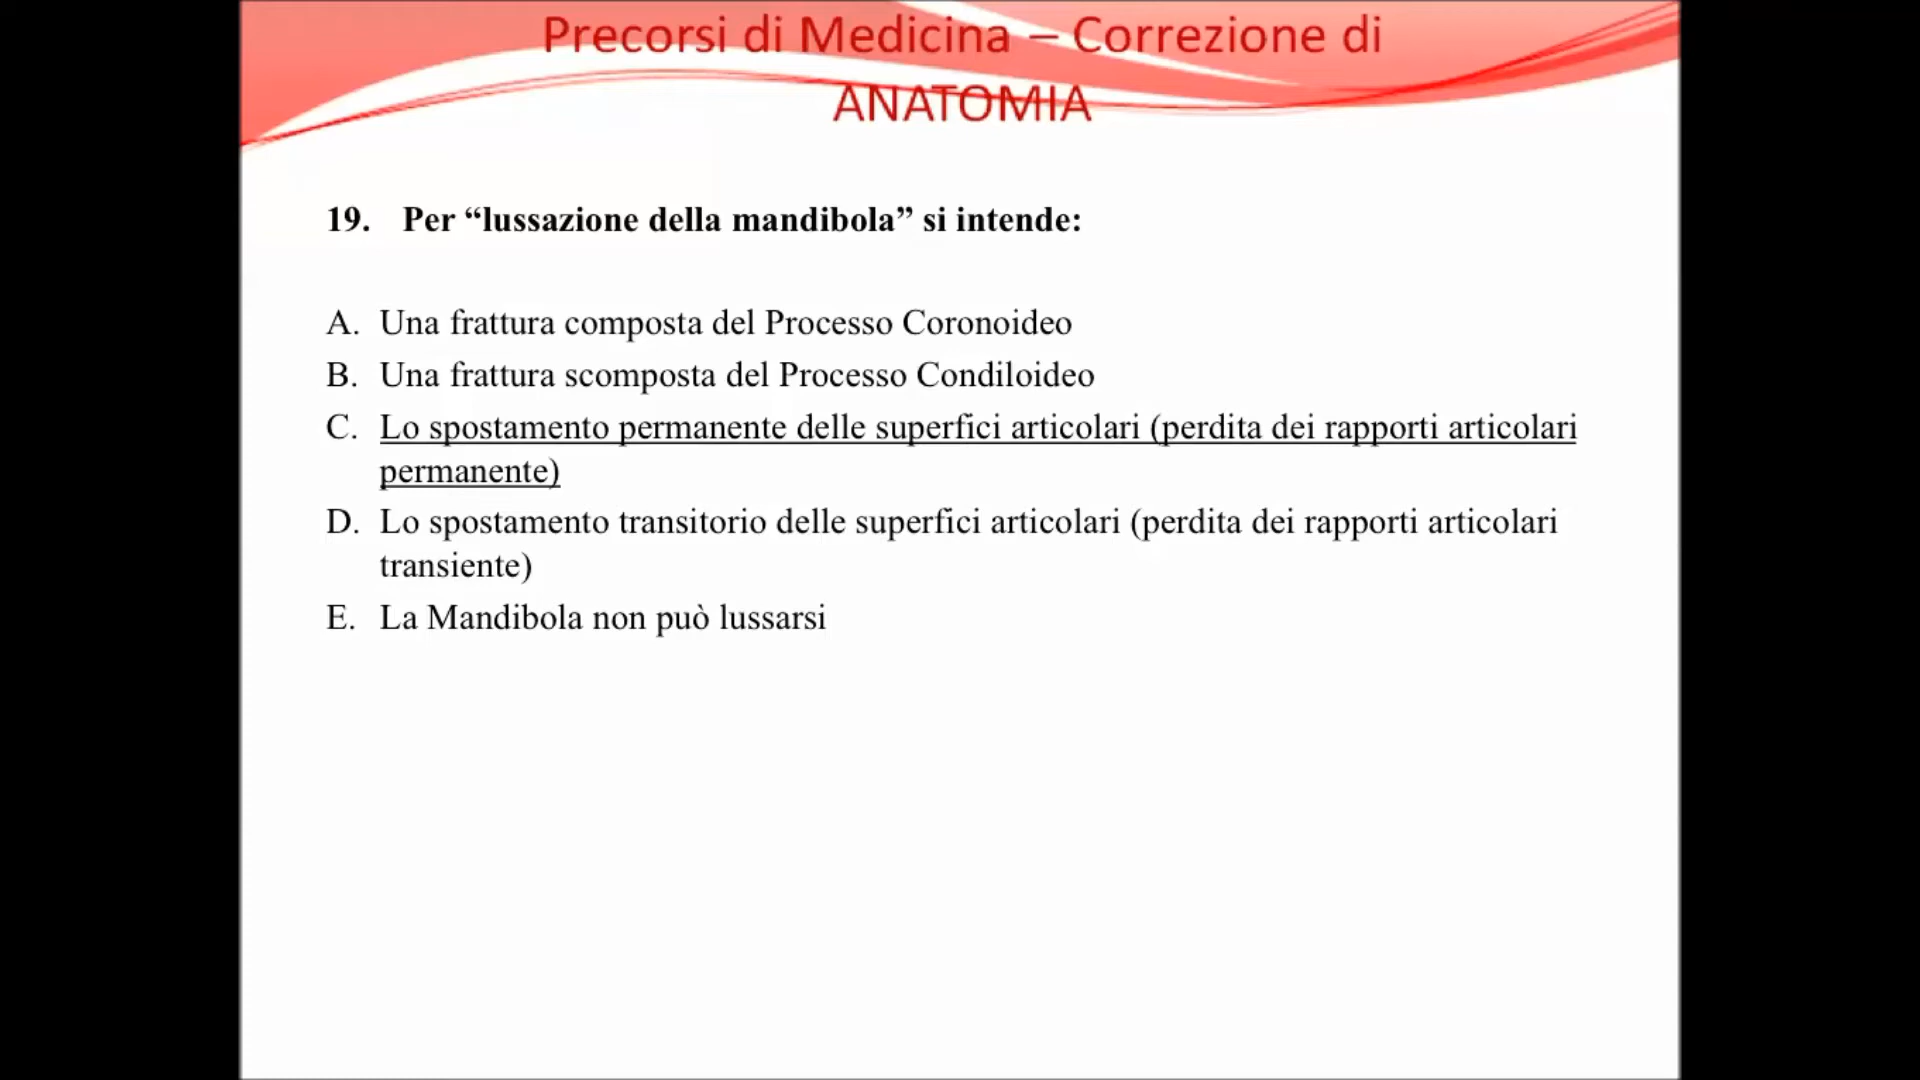 Precorsi di Medicina – Correzione di
ANATOMIA
19. Per “lussazione della mandibola” si intende:
A. Una frattura composta del Processo Coronoideo
B. Una frattura scomposta del Processo Condiloideo
C. Lo spostamento permanente delle superfici articolari (perdita dei rapporti articolari
permanente)
D. Lo spostamento transitorio delle superfici articolari (perdita dei rapporti articolari
transiente)
E. La Mandibola non può lussarsi